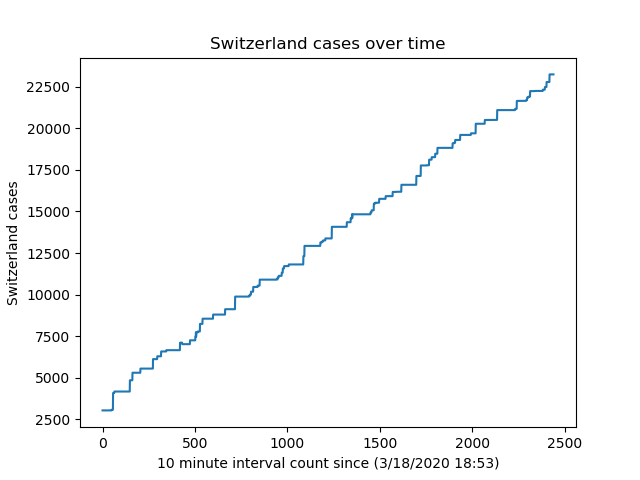 Switzerland cases over time
Switzerland cases
22500
20000
17500
15000
12500
10000
7500
5000
2500
0 500 1000 1500 2000 2500
10 minute interval count since (3/18/2020 18:53)